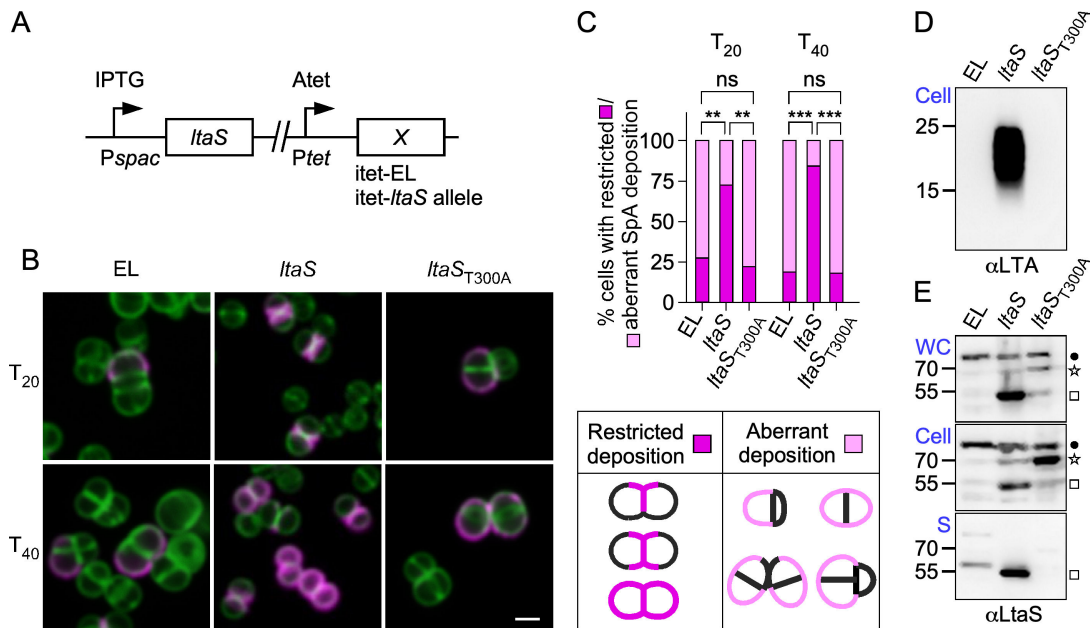 A
IPTG
Atet
ltaS
X
Pspac
Ptet
itet-EL
itet-ltaS allele
B
EL
ltaS
ltaST300A
T20
T40
C
T20
T40
ns
ns
** **
*** ***
% cells with restricted /
aberrant SpA deposition
100
75
50
25
0
EL
ltaS
ltaST300A
EL
ltaS
ltaST300A
Restricted
deposition
Aberrant
deposition
D
EL
ltaS
ltaST300A
Cell
25
15
αLTA
E
EL
ltaS
ltaST300A
WC
70
55
Cell
70
55
S
70
55
αLtaS